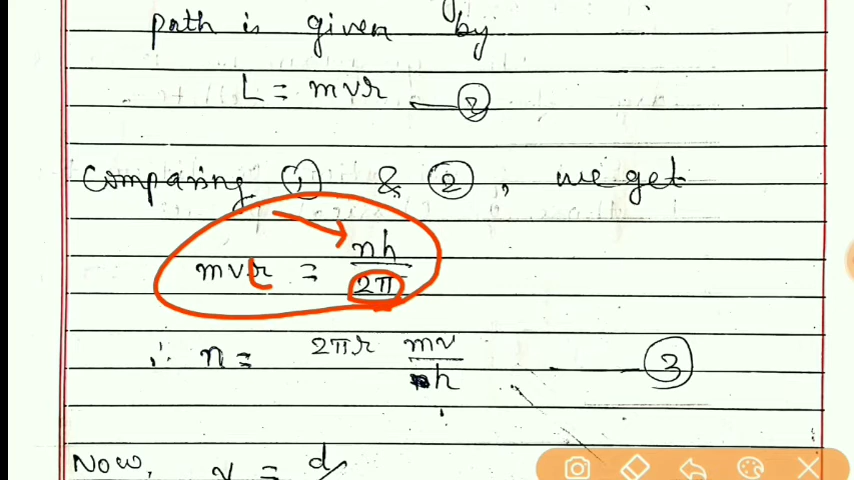 path is given by
L = mvr — ②
Comparing ① & ②, we get
mvr = nh/2π
∴ n = 2πr mv/h — ③
Now, v = d/